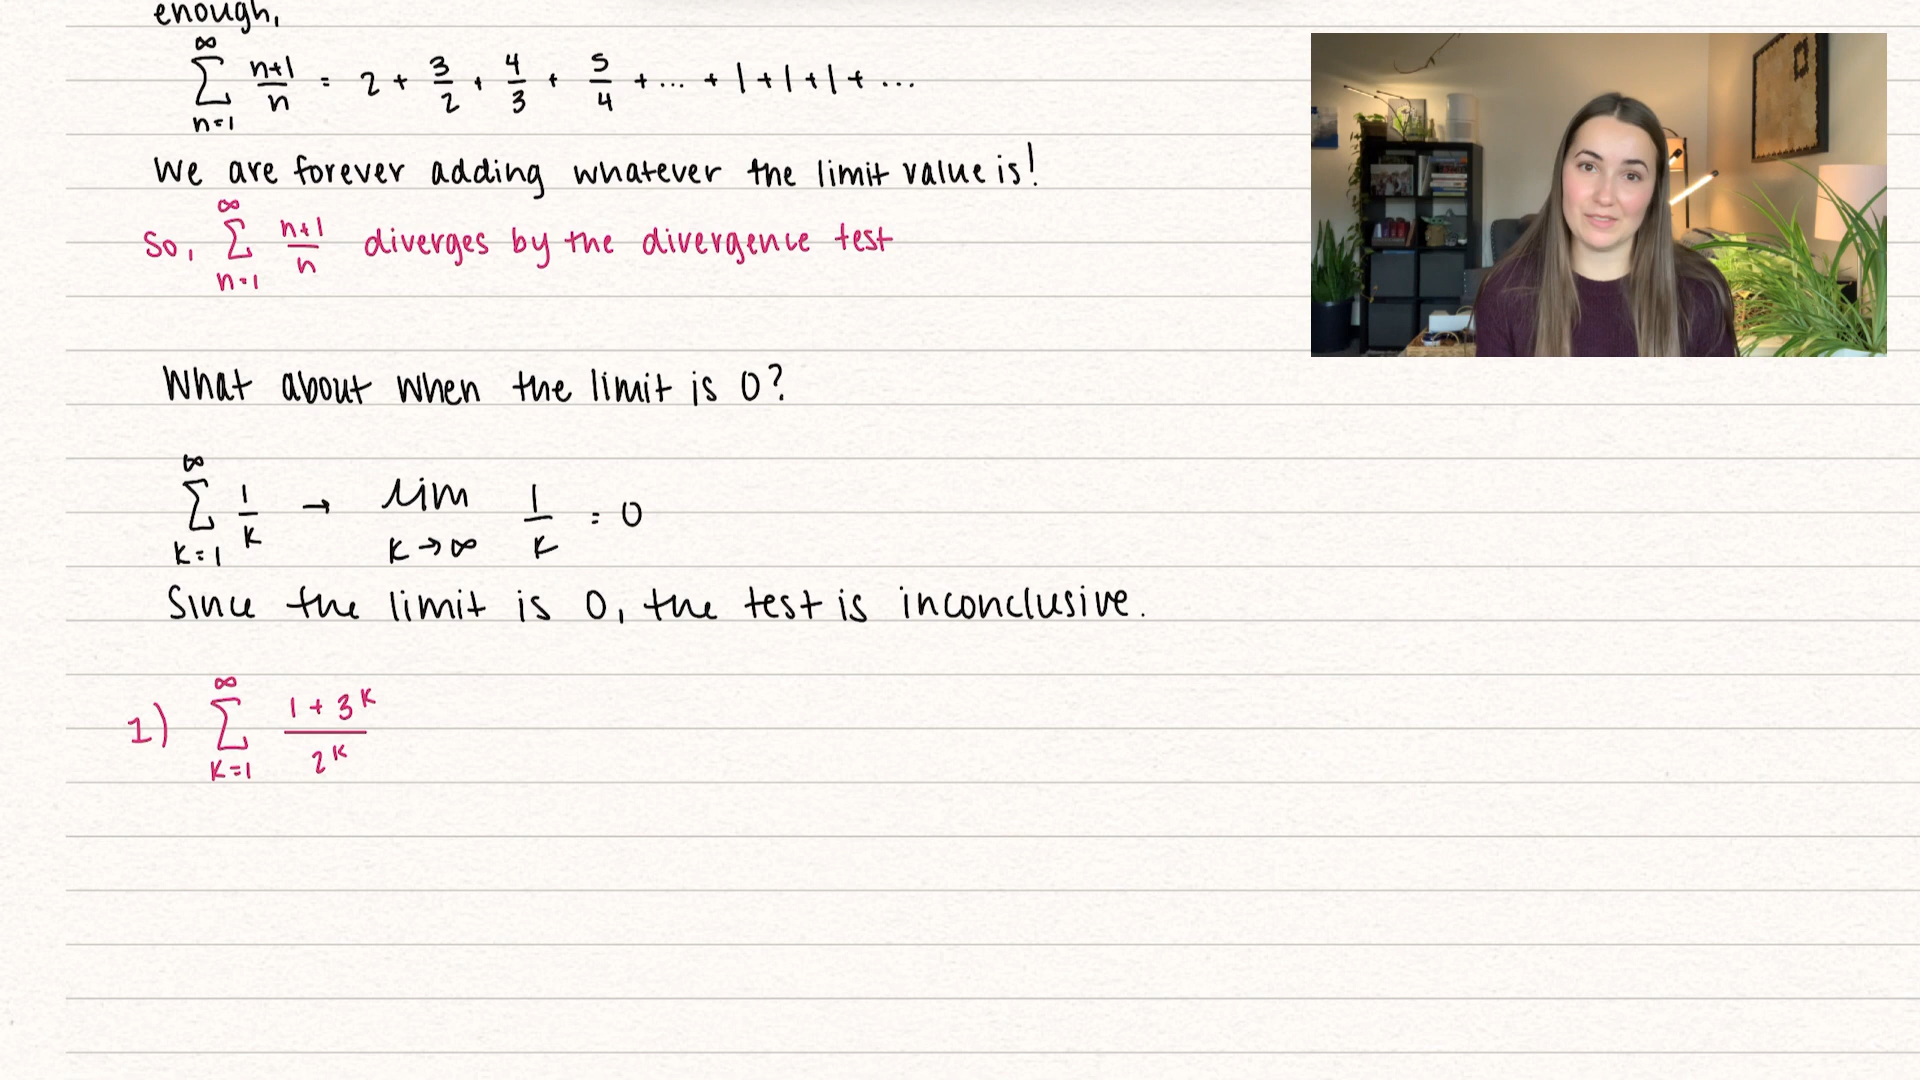 enough,
∞
∑ n+1/n = 2 + 3/2 + 4/3 + 5/4 + ... + 1 + 1 + 1 + ...
n=1
We are forever adding whatever the limit value is!
∞
So, ∑ n+1/n diverges by the divergence test
n=1
What about when the limit is 0?
∞
∑ 1/k → lim 1/k = 0
k=1 k→∞
Since the limit is 0, the test is inconclusive.
∞
1) ∑ 1 + 3^k/2^k
k=1